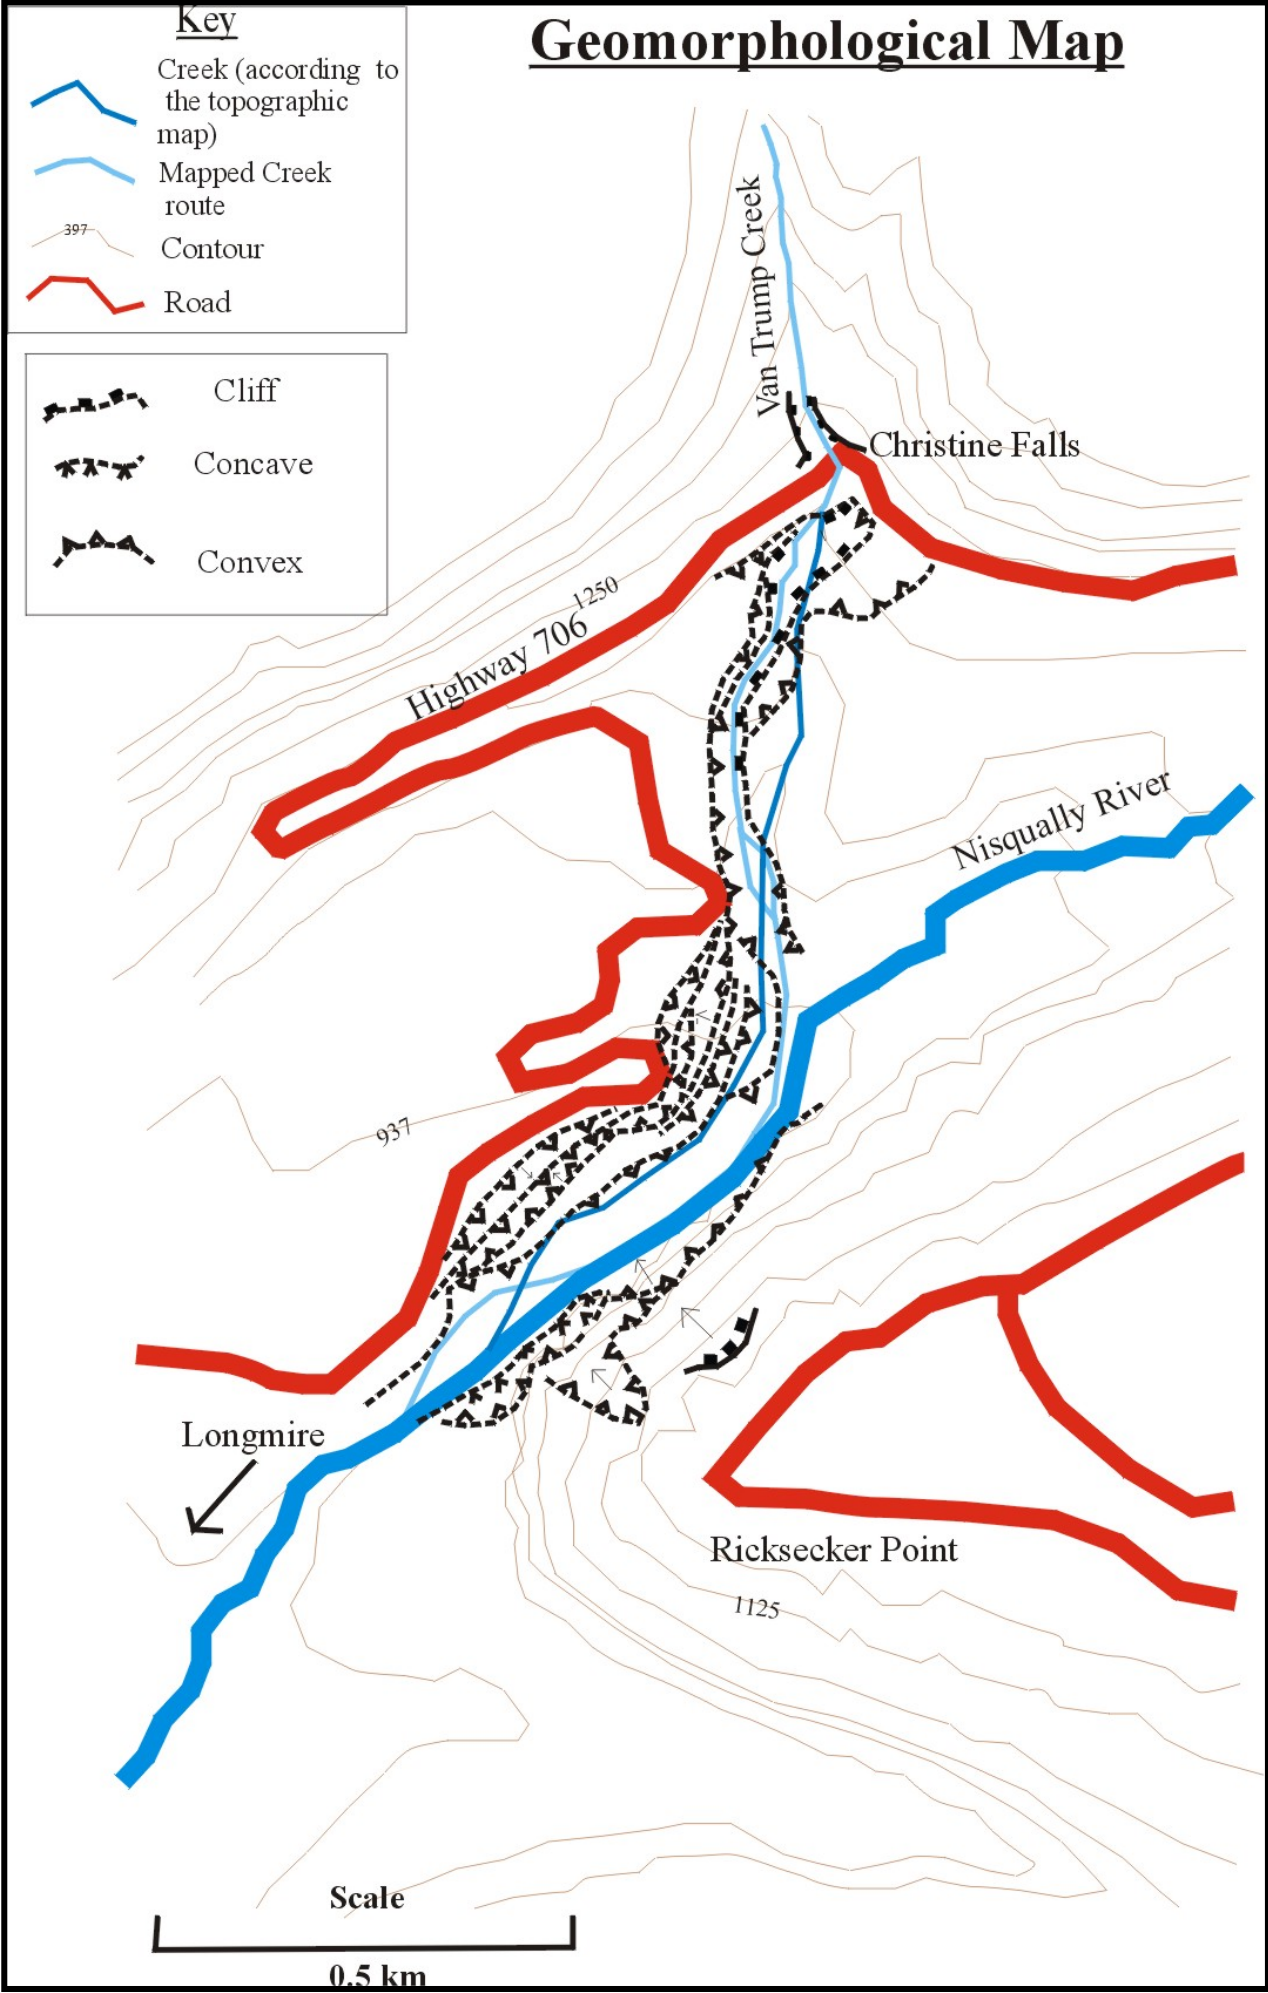 Geomorphological Map
Key
Creek (according to
the topographic
map)
Mapped Creek
route
397
Contour
Road
Cliff
Concave
Convex
Van Trump Creek
Christine Falls
1250
Highway 706
Nisqually River
937
Longmire
Ricksecker Point
1125
Scale
0.5 km